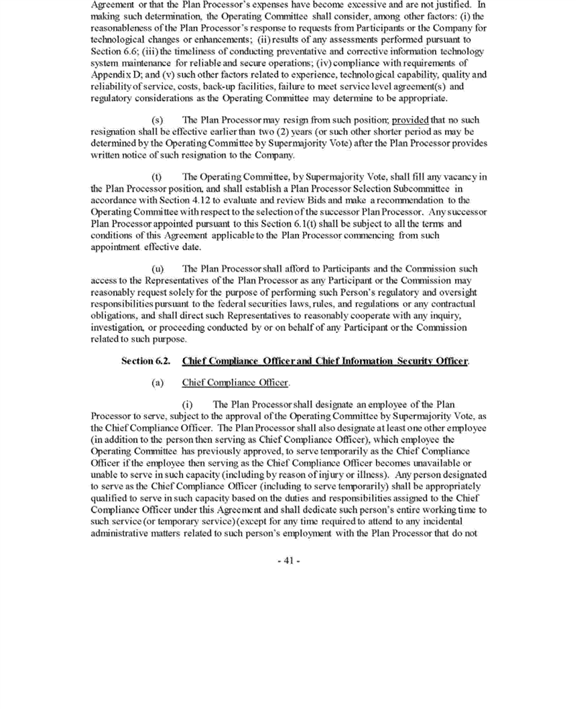 Agreement or that the Plan Processor's expenses have become excessive and are not justified. In
making such determination, the Operating Committee shall consider, among other factors: (i) the
reasonableness of the Plan Processor's response to requests from Participants or the Company for
technological changes or enhancements; (ii) results of any assessments performed pursuant to
Section 6.6; (iii) the timeliness of conducting preventative and corrective information technology
system maintenance for reliable and secure operations; (iv) compliance with requirements of
Appendix D; and (v) such other factors related to experience, technological capability, quality and
reliability of service, costs, back-up facilities, failure to meet service level agreement(s) and
regulatory considerations as the Operating Committee may determine to be appropriate.
(s) The Plan Processor may resign from such position; provided that no such
resignation shall be effective earlier than two (2) years (or such other shorter period as may be
determined by the Operating Committee by Supermajority Vote) after the Plan Processor provides
written notice of such resignation to the Company.
(t) The Operating Committee, by Supermajority Vote, shall fill any vacancy in
the Plan Processor position, and shall establish a Plan Processor Selection Subcommittee in
accordance with Section 4.12 to evaluate and review Bids and make a recommendation to the
Operating Committee with respect to the selection of the successor Plan Processor. Any successor
Plan Processor appointed pursuant to this Section 6.1(t) shall be subject to all the terms and
conditions of this Agreement applicable to the Plan Processor commencing from such
appointment effective date.
(u) The Plan Processor shall afford to Participants and the Commission such
access to the Representatives of the Plan Processor as any Participant or the Commission may
reasonably request solely for the purpose of performing such Person's regulatory and oversight
responsibilities pursuant to the federal securities laws, rules, and regulations or any contractual
obligations, and shall direct such Representatives to reasonably cooperate with any inquiry,
investigation, or proceeding conducted by or on behalf of any Participant or the Commission
related to such purpose.
Section 6.2. Chief Compliance Officer and Chief Information Security Officer.
(a) Chief Compliance Officer.
(i) The Plan Processor shall designate an employee of the Plan
Processor to serve, subject to the approval of the Operating Committee by Supermajority Vote, as
the Chief Compliance Officer. The Plan Processor shall also designate at least one other employee
(in addition to the person then serving as Chief Compliance Officer), which employee the
Operating Committee has previously approved, to serve temporarily as the Chief Compliance
Officer if the employee then serving as the Chief Compliance Officer becomes unavailable or
unable to serve in such capacity (including by reason of injury or illness). Any person designated
to serve as the Chief Compliance Officer (including to serve temporarily) shall be appropriately
qualified to serve in such capacity based on the duties and responsibilities assigned to the Chief
Compliance Officer under this Agreement and shall dedicate such person's entire working time to
such service (or temporary service) (except for any time required to attend to any incidental
administrative matters related to such person's employment with the Plan Processor that do not
- 41 -